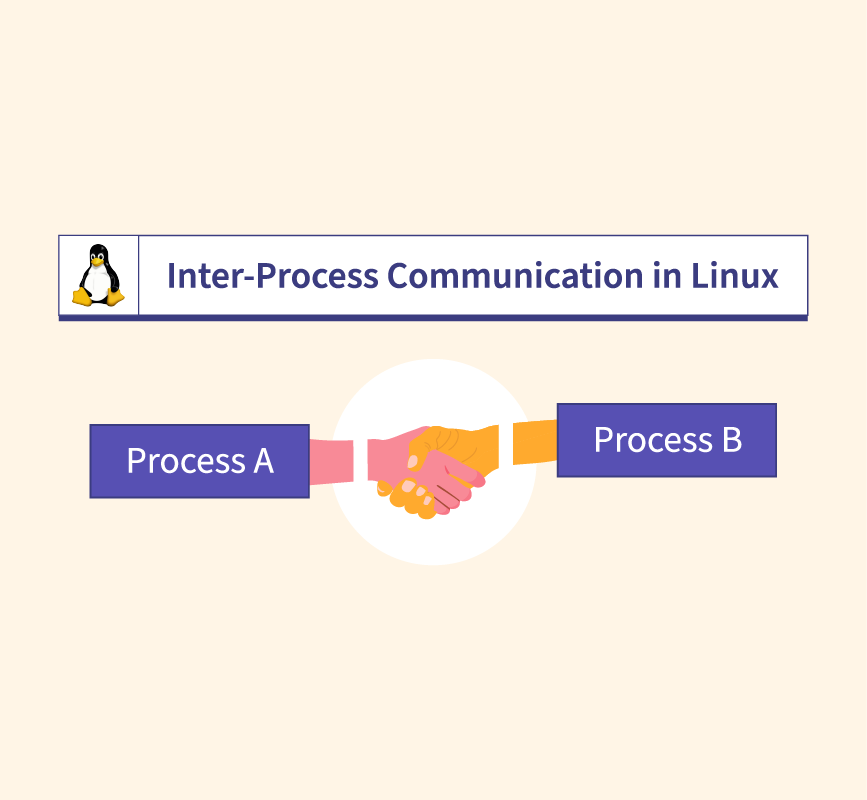 Inter-Process Communication in Linux
Process A
Process B